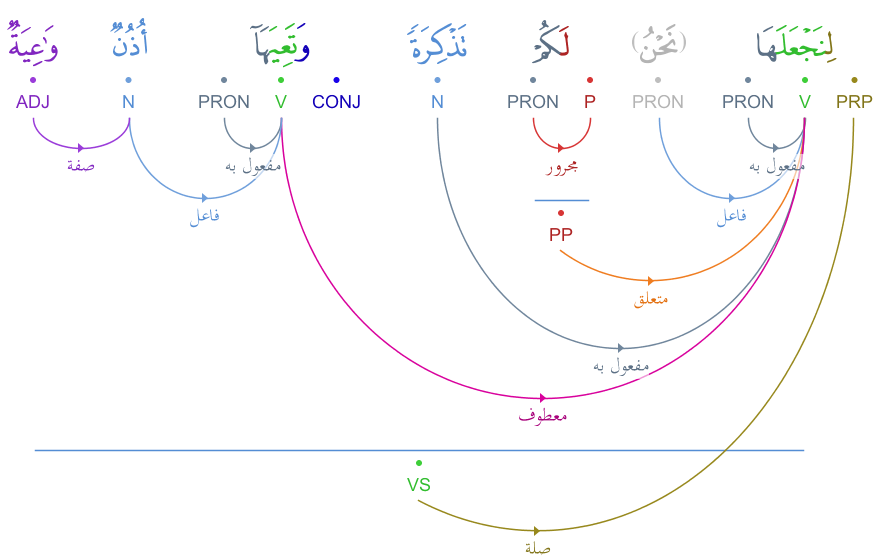 لِنَجْعَلَهَا (نَحْنُ) لَكُمْ تَذْكِرَةً وَتَعِيَهَآ أُذُنٌ وَٰعِيَةٌ
ADJ N PRON V CONJ N PRON P PRON PRON V PRP
مفعول به مجرور مفعول به صفة
فاعل فاعل
PP
متعلق
مفعول به
معطوف
VS
صلة